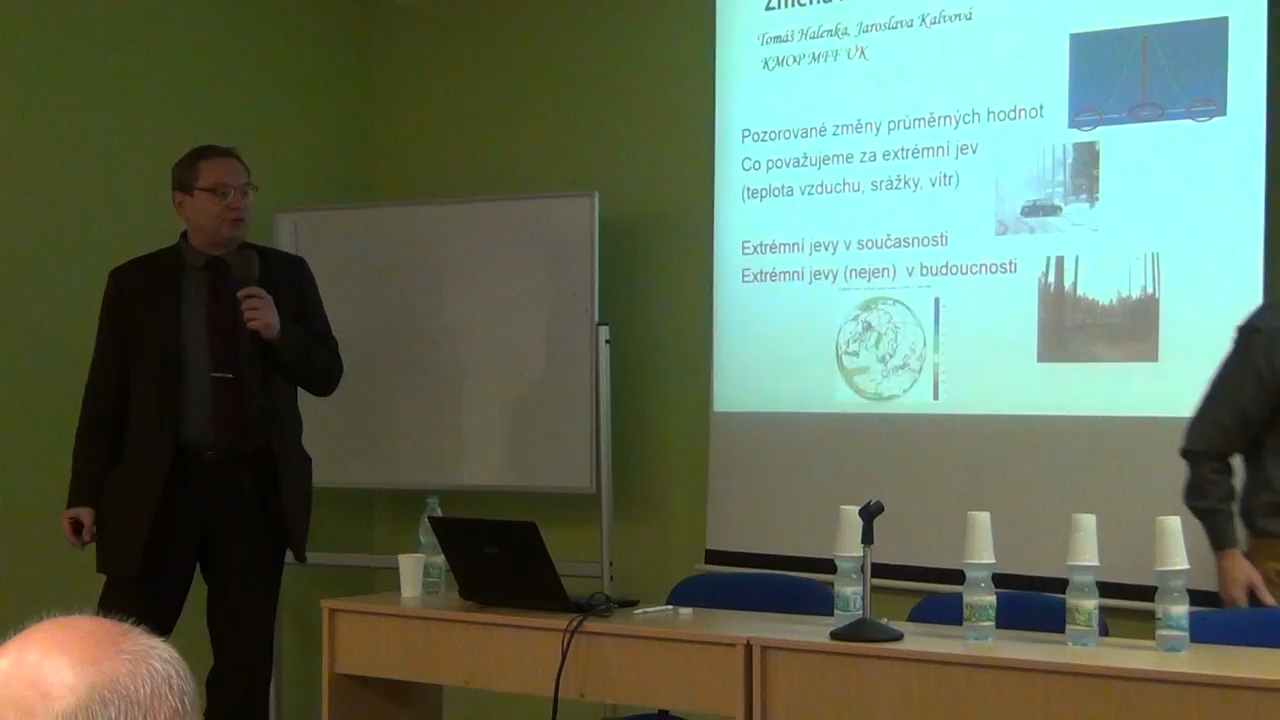 Změna
Tomáš Halenka, Jaroslava Kalvová
KMOP MFF UK
Pozorované změny průměrných hodnot
Co považujeme za extrémní jev
(teplota vzduchu, srážky, vítr)
Extrémní jevy v současnosti
Extrémní jevy (nejen) v budoucnosti